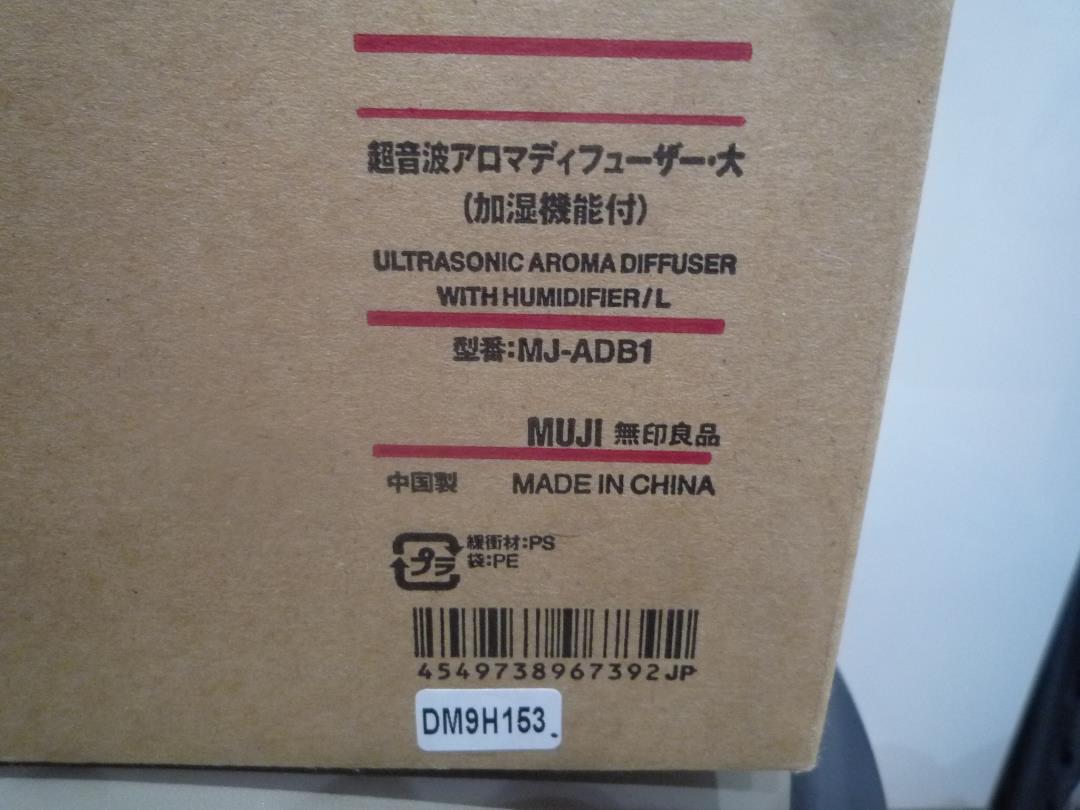 超音波アロマディフューザー・大
(加湿機能付)
ULTRASONIC AROMA DIFFUSER
WITH HUMIDIFIER/L
型番:MJ-ADB1
MUJI 無印良品
中国製 MADE IN CHINA
プラ 緩衝材:PS
袋:PE
4549738967392JP
DM9H153